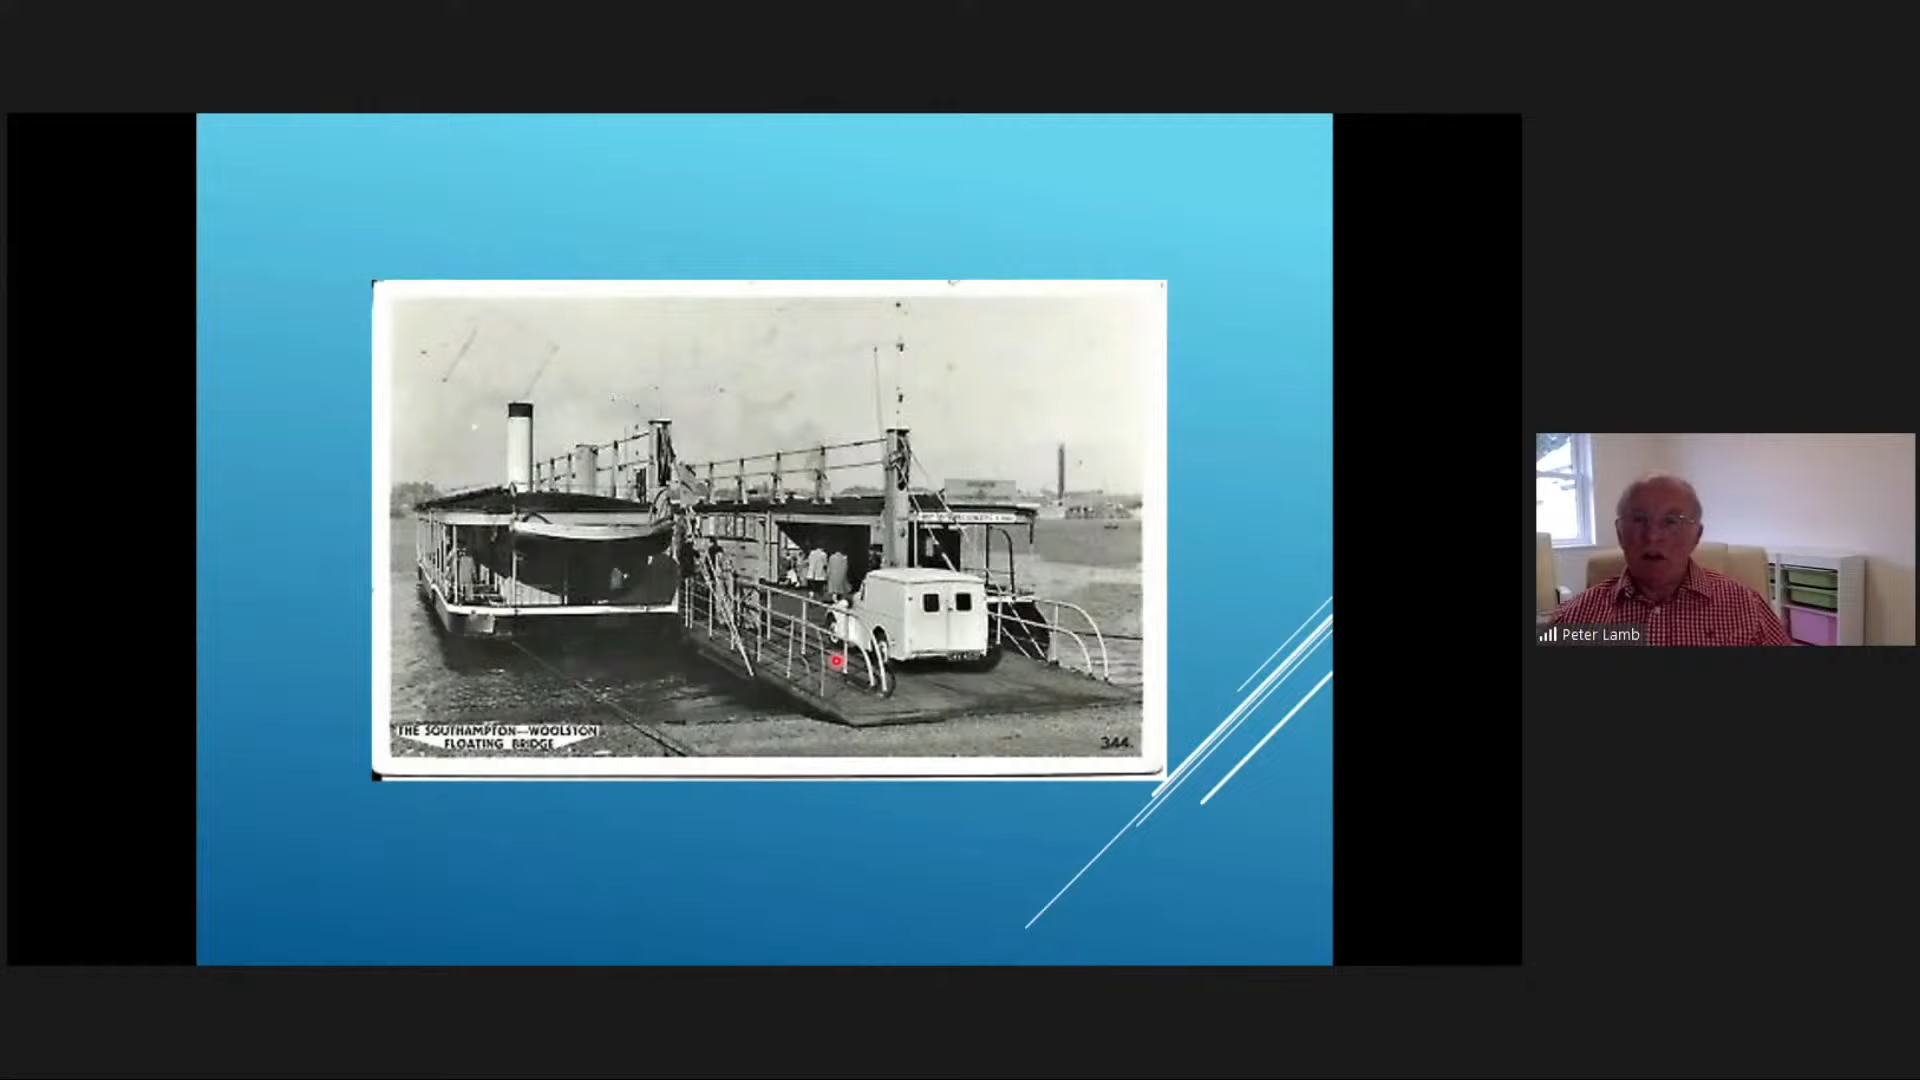 THE SOUTHAMPTON—WOOLSTON
FLOATING BRIDGE
344.
Peter Lamb